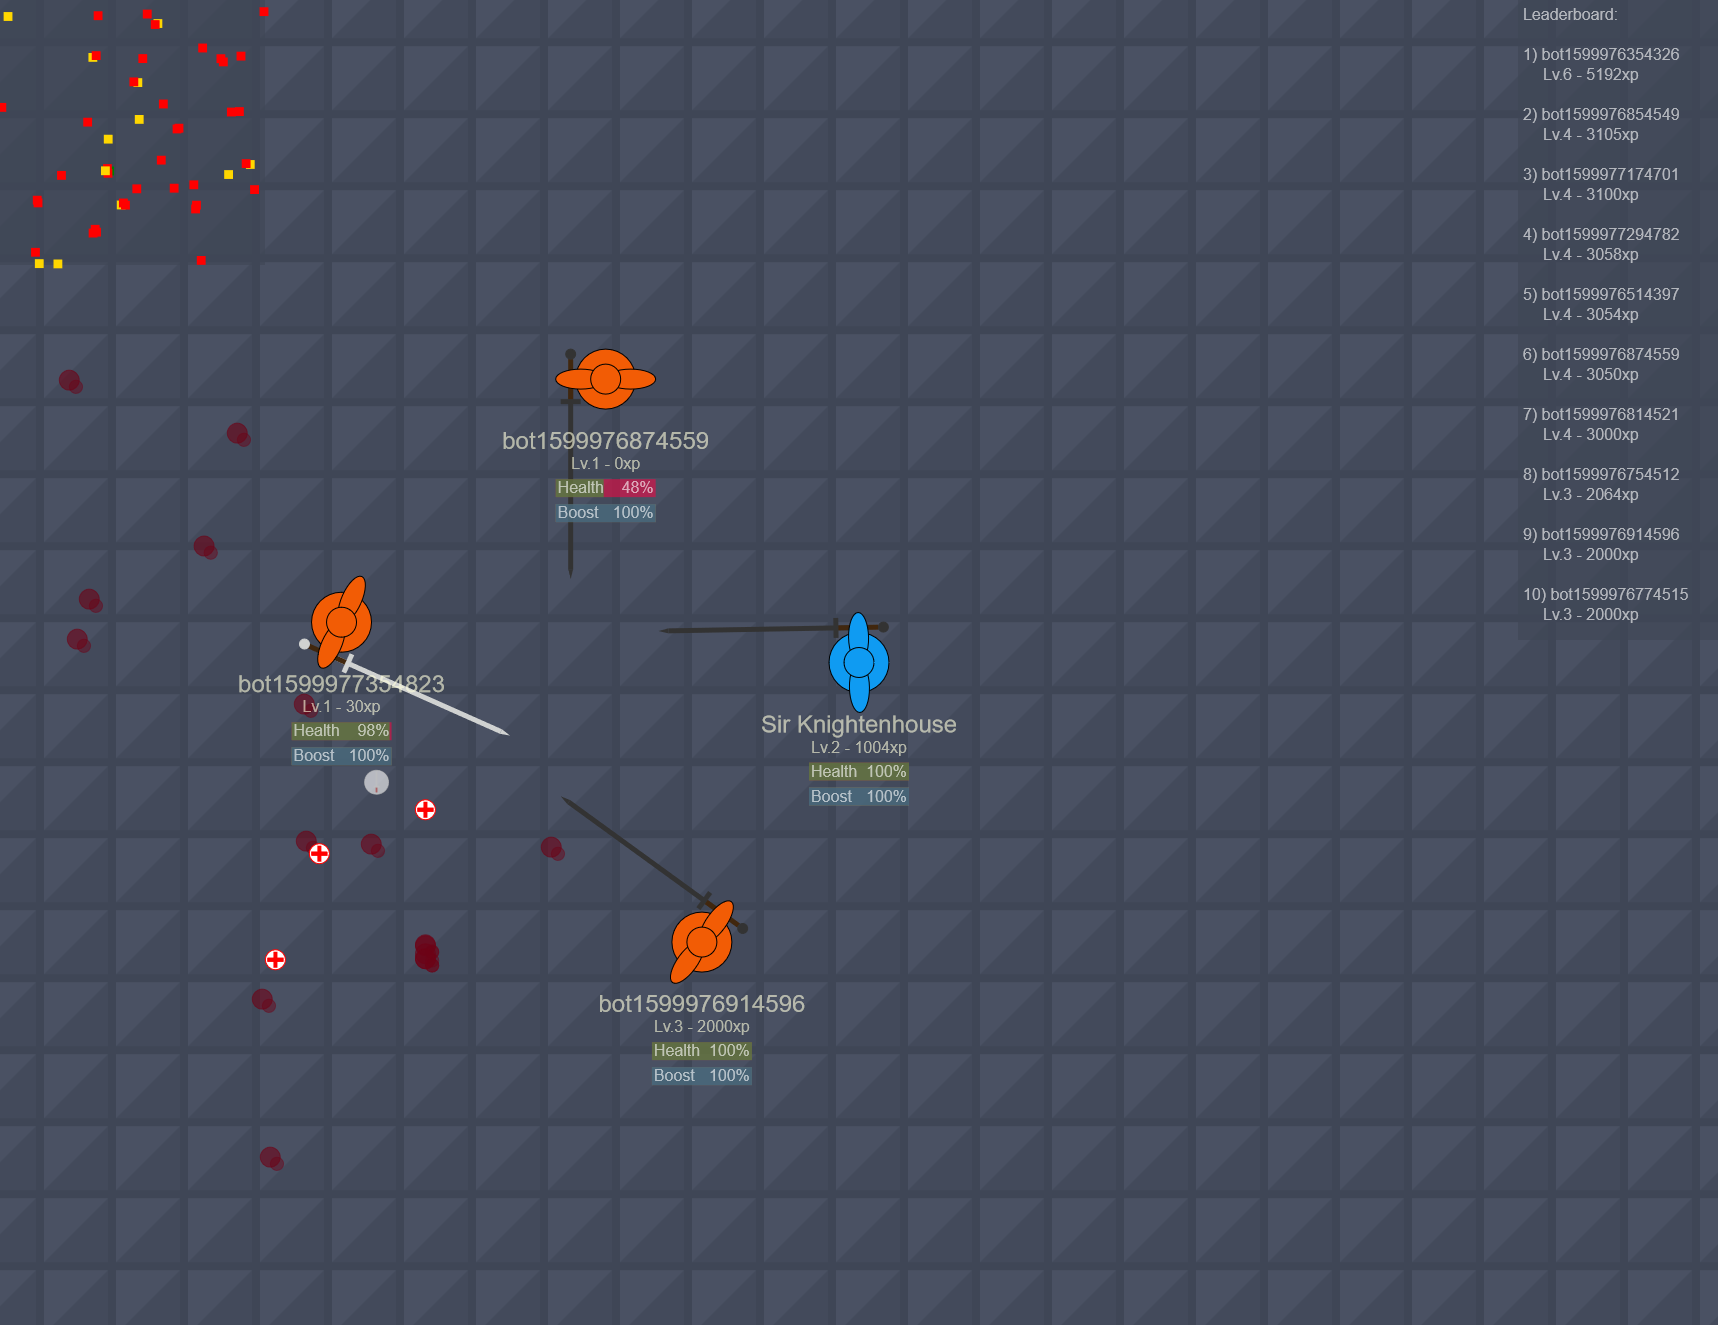 Leaderboard:
1) bot1599976354326
Lv.6 - 5192xp
2) bot1599976854549
Lv.4 - 3105xp
3) bot1599977174701
Lv.4 - 3100xp
4) bot1599977294782
Lv.4 - 3058xp
5) bot1599976514397
Lv.4 - 3054xp
6) bot1599976874559
Lv.4 - 3050xp
7) bot1599976814521
Lv.4 - 3000xp
8) bot1599976754512
Lv.3 - 2064xp
9) bot1599976914596
Lv.3 - 2000xp
10) bot1599976774515
Lv.3 - 2000xp
bot1599976874559
Lv.1 - 0xp
Health 48%
Boost 100%
bot1599977354823
Lv.1 - 30xp
Health 98%
Boost 100%
Sir Knightenhouse
Lv.2 - 1004xp
Health 100%
Boost 100%
bot1599976914596
Lv.3 - 2000xp
Health 100%
Boost 100%